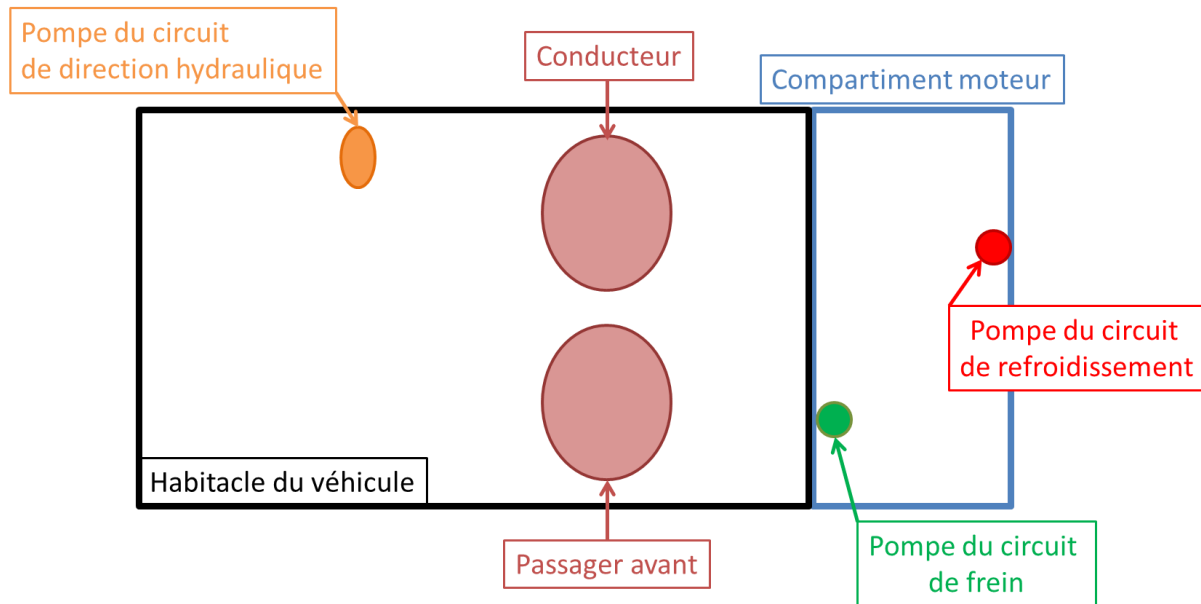 Pompe du circuit
de direction hydraulique
Conducteur
Compartiment moteur
Pompe du circuit
de refroidissement
Habitacle du véhicule
Passager avant
Pompe du circuit
de frein